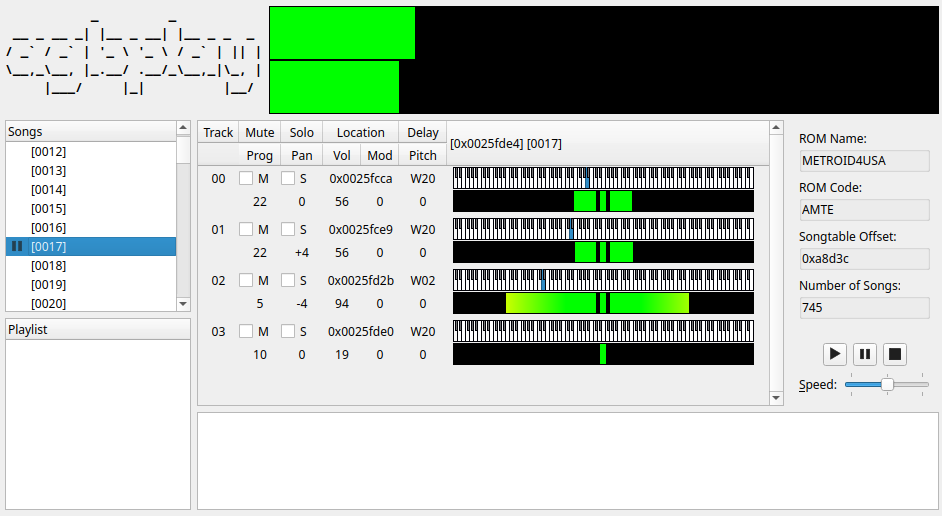 Songs
[0012]
[0013]
[0014]
[0015]
[0016]
[0017]
[0018]
[0019]
[0020]
Playlist
Track Mute Solo Location Delay
Prog Pan Vol Mod Pitch
[0x0025fde4] [0017]
00 M S 0x0025fcca W20
22 0 56 0 0
01 M S 0x0025fce9 W20
22 +4 56 0 0
02 M S 0x0025fd2b W02
5 -4 94 0 0
03 M S 0x0025fde0 W20
10 0 19 0 0
ROM Name:
METROID4USA
ROM Code:
AMTE
Songtable Offset:
0xa8d3c
Number of Songs:
745
Speed: